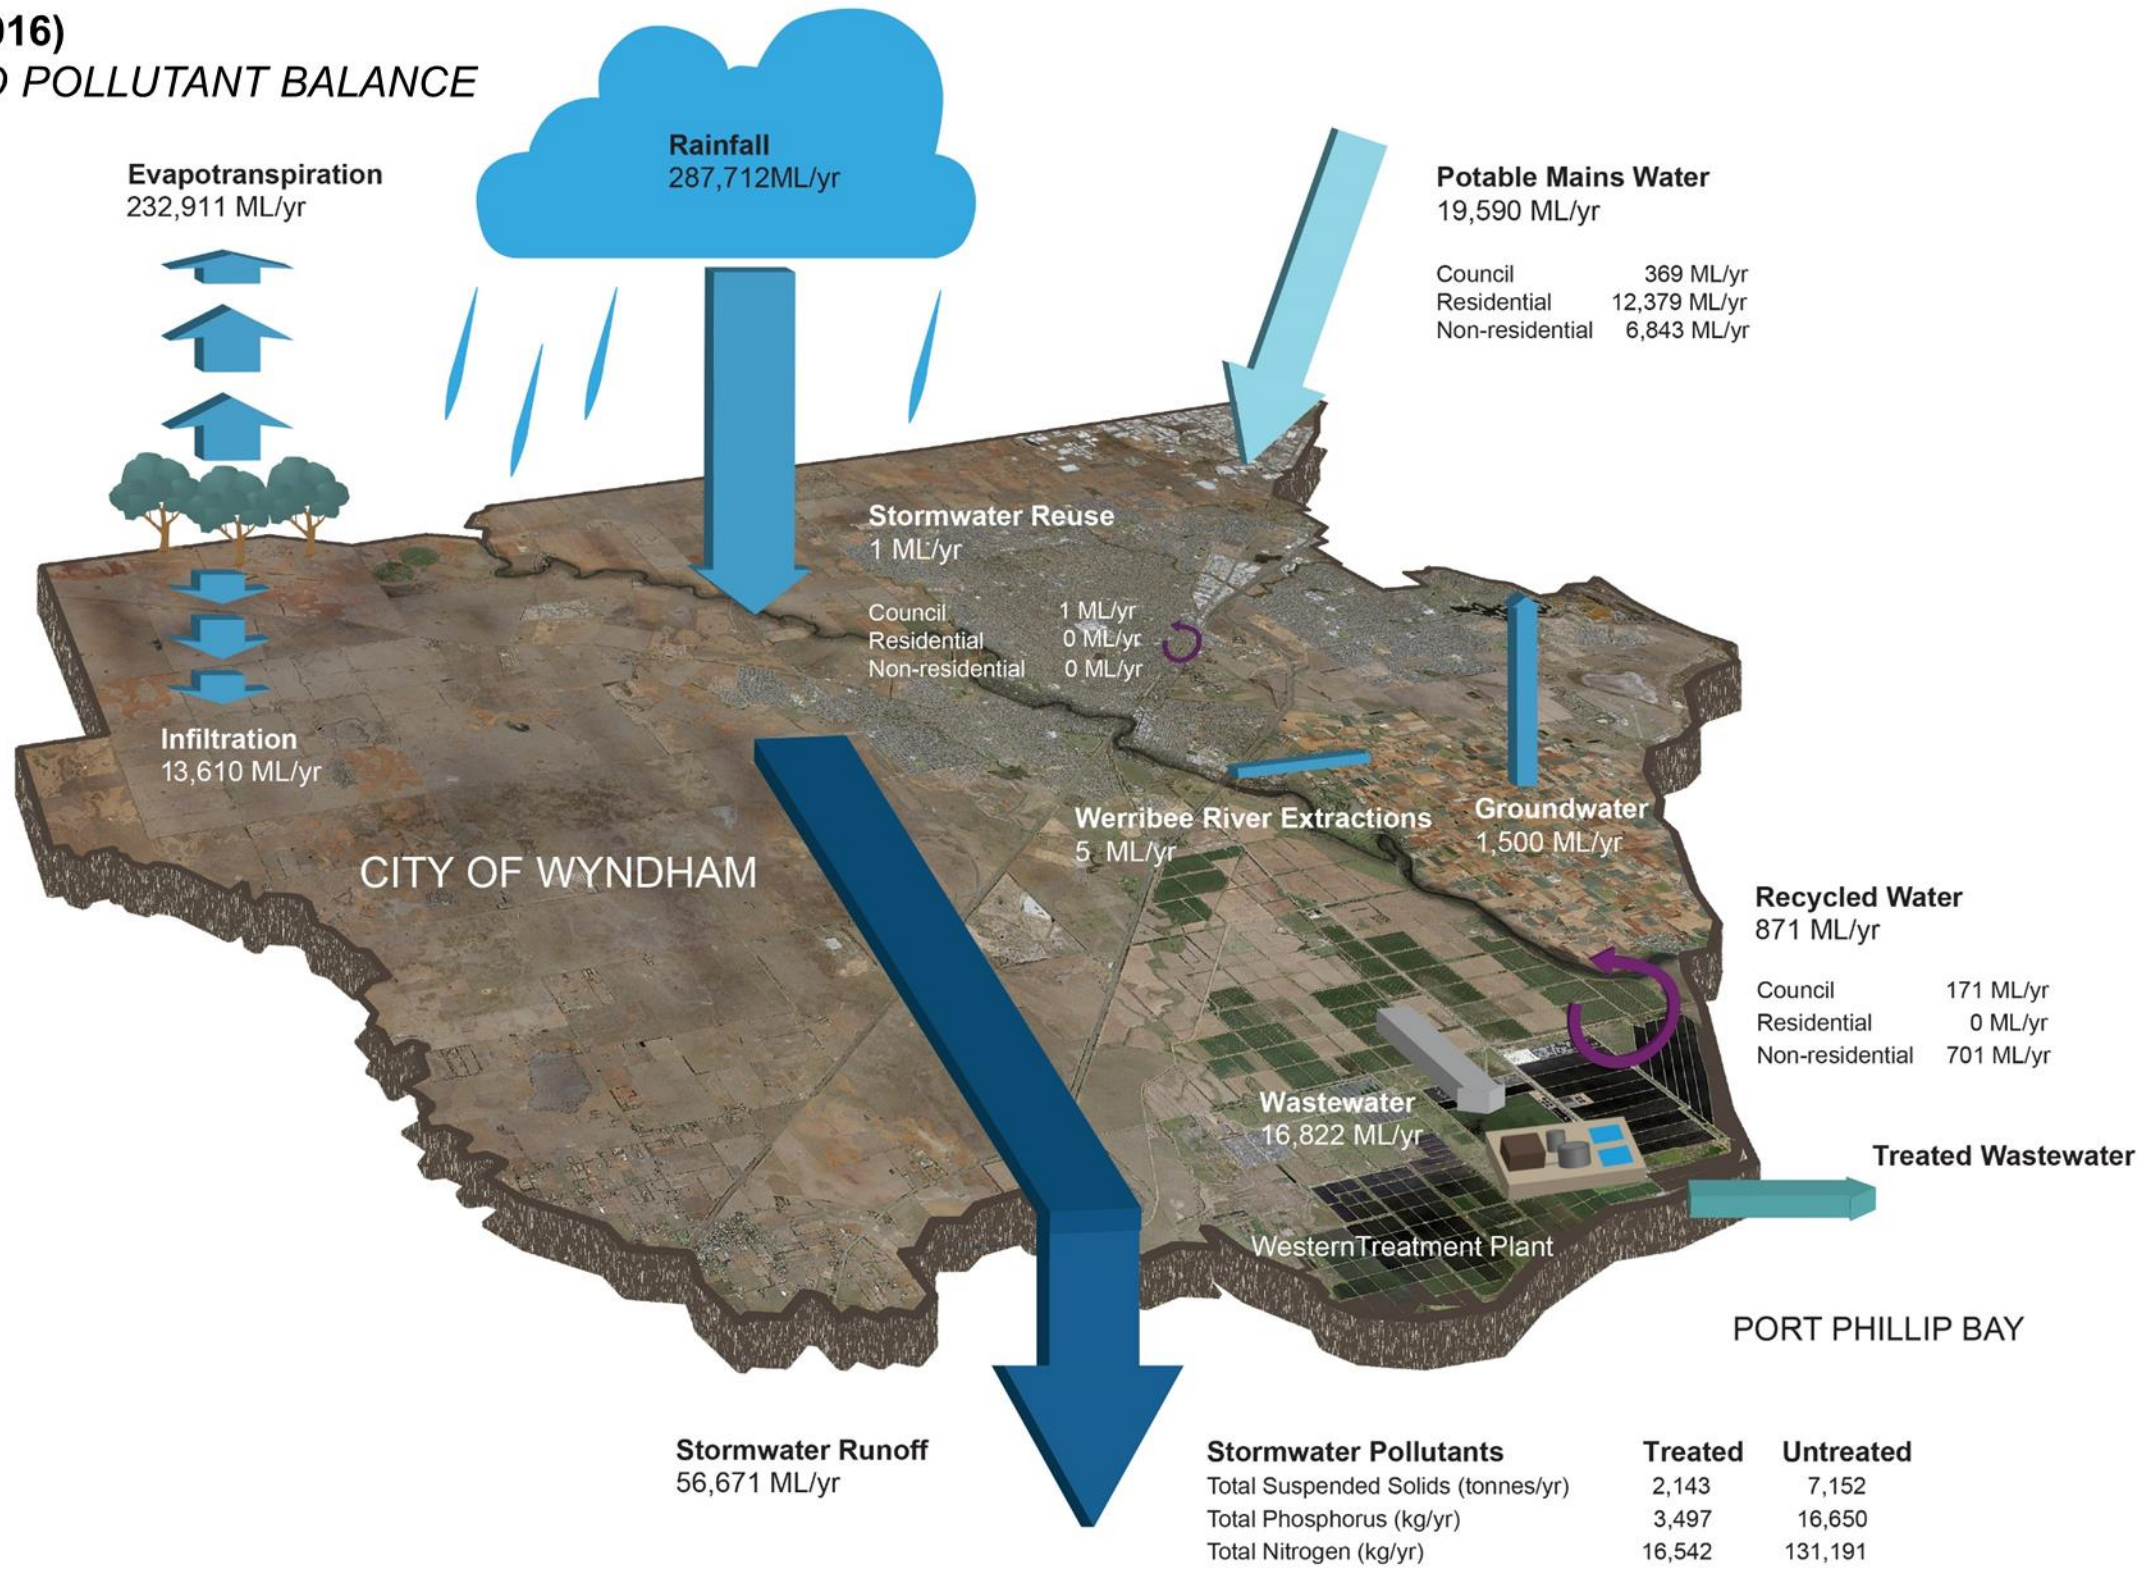 016)
D POLLUTANT BALANCE
Rainfall
287,712ML/yr
Evapotranspiration
232,911 ML/yr
Potable Mains Water
19,590 ML/yr
Council 369 ML/yr
Residential 12,379 ML/yr
Non-residential 6,843 ML/yr
Stormwater Reuse
1 ML/yr
Council 1 ML/yr
Residential 0 ML/yr
Non-residential 0 ML/yr
Infiltration
13,610 ML/yr
Werribee River Extractions
5 ML/yr
Groundwater
1,500 ML/yr
CITY OF WYNDHAM
Recycled Water
871 ML/yr
Council 171 ML/yr
Residential 0 ML/yr
Non-residential 701 ML/yr
Wastewater
16,822 ML/yr
Treated Wastewater
WesternTreatment Plant
PORT PHILLIP BAY
Stormwater Runoff
56,671 ML/yr
Stormwater Pollutants Treated Untreated
Total Suspended Solids (tonnes/yr) 2,143 7,152
Total Phosphorus (kg/yr) 3,497 16,650
Total Nitrogen (kg/yr) 16,542 131,191